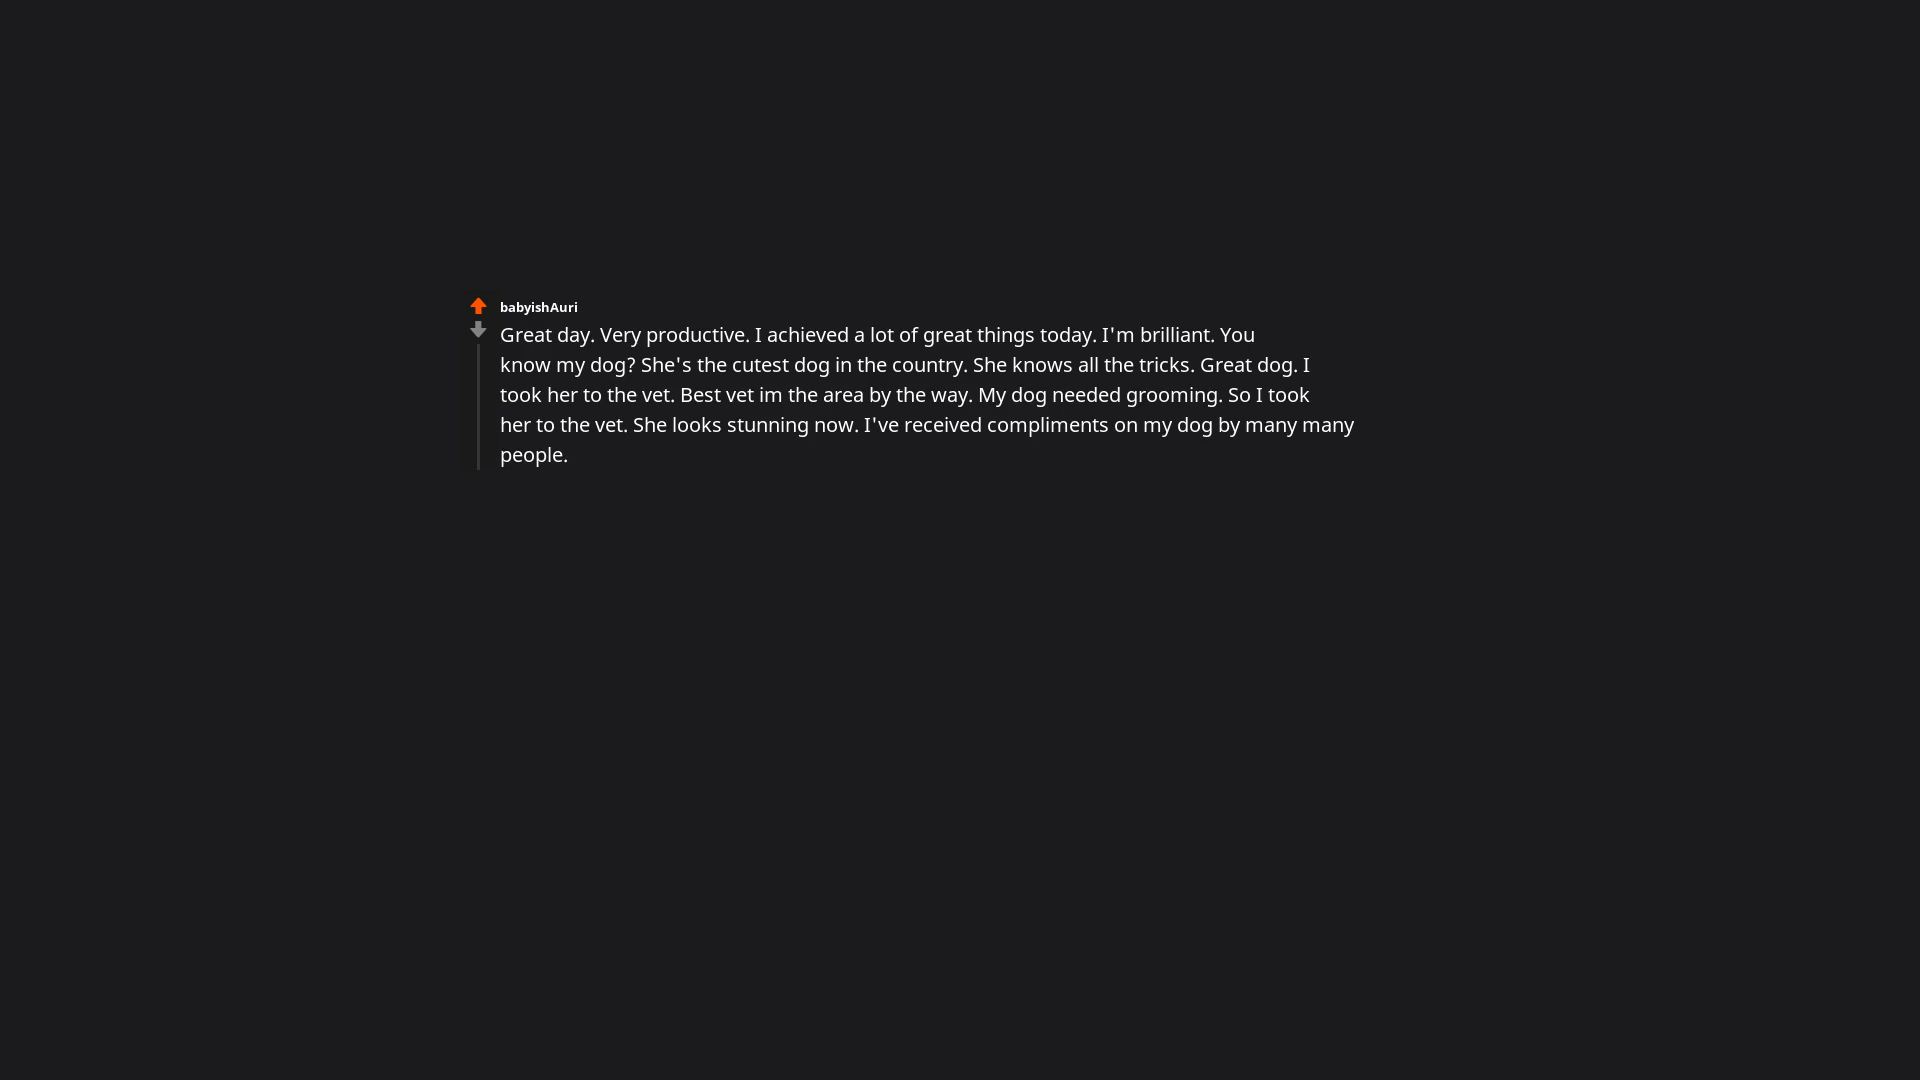 babyishAuri
Great day. Very productive. I achieved a lot of great things today. I'm brilliant. You
know my dog? She's the cutest dog in the country. She knows all the tricks. Great dog. I
took her to the vet. Best vet im the area by the way. My dog needed grooming. So I took
her to the vet. She looks stunning now. I've received compliments on my dog by many many
people.